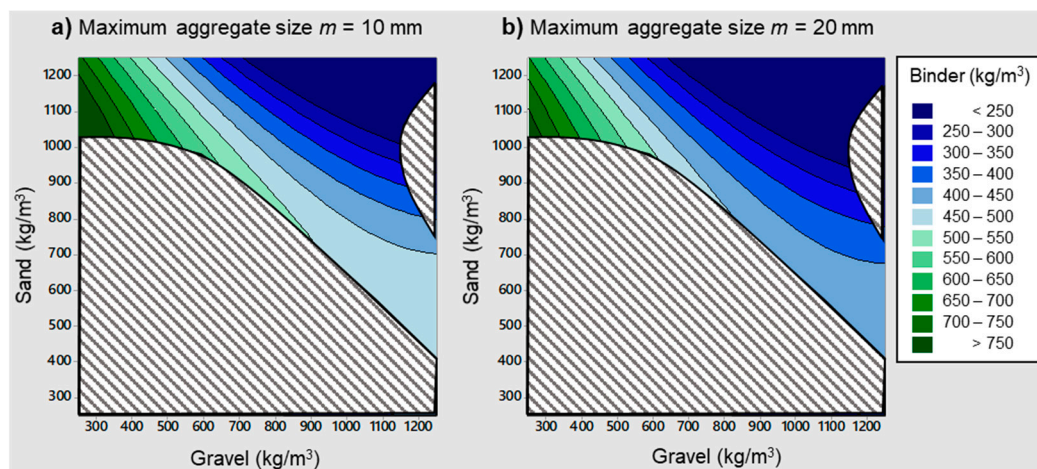 a) Maximum aggregate size m = 10 mm
b) Maximum aggregate size m = 20 mm
Sand (kg/m³)
1200
1100
1000
900
800
700
600
500
400
300
300 400 500 600 700 800 900 1000 1100 1200
Gravel (kg/m³)
Sand (kg/m³)
1200
1100
1000
900
800
700
600
500
400
300
300 400 500 600 700 800 900 1000 1100 1200
Gravel (kg/m³)
Binder (kg/m³)
< 250
250 – 300
300 – 350
350 – 400
400 – 450
450 – 500
500 – 550
550 – 600
600 – 650
650 – 700
700 – 750
> 750